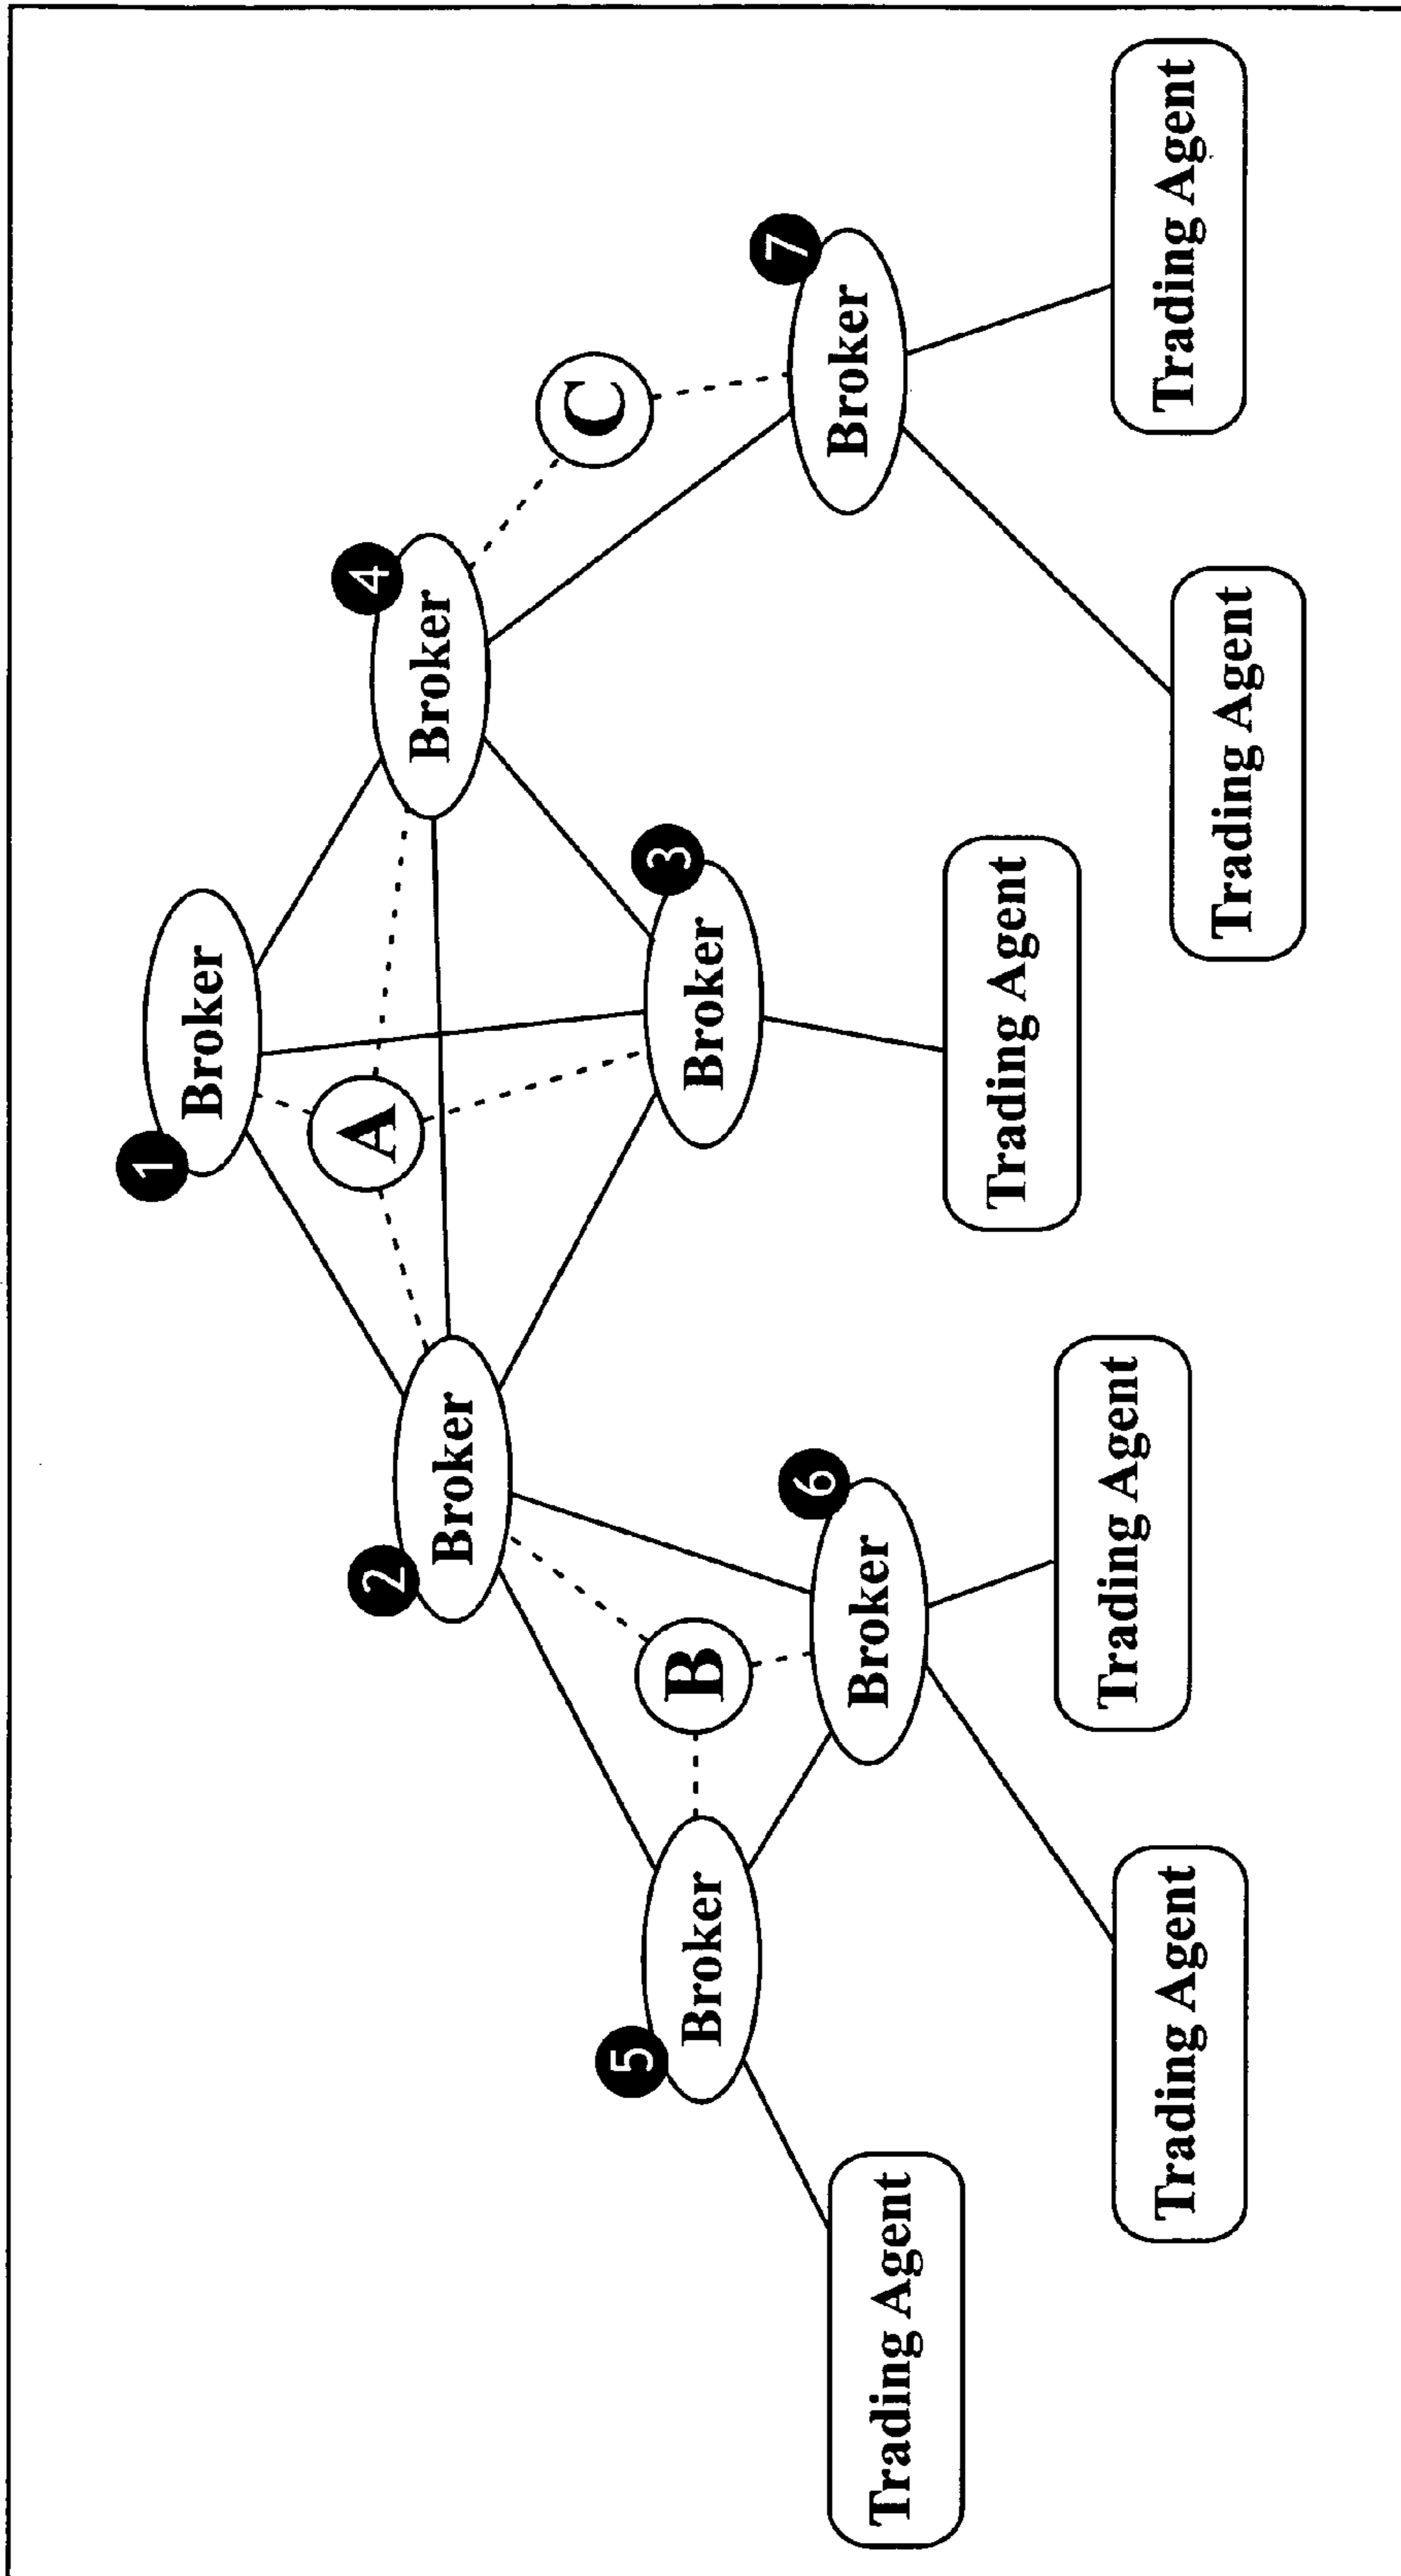 1
Broker
2
Broker
A
4
Broker
C
5
Broker
B
3
Broker
6
Broker
7
Broker
Trading Agent
Trading Agent
Trading Agent
Trading Agent
Trading Agent
Trading Agent